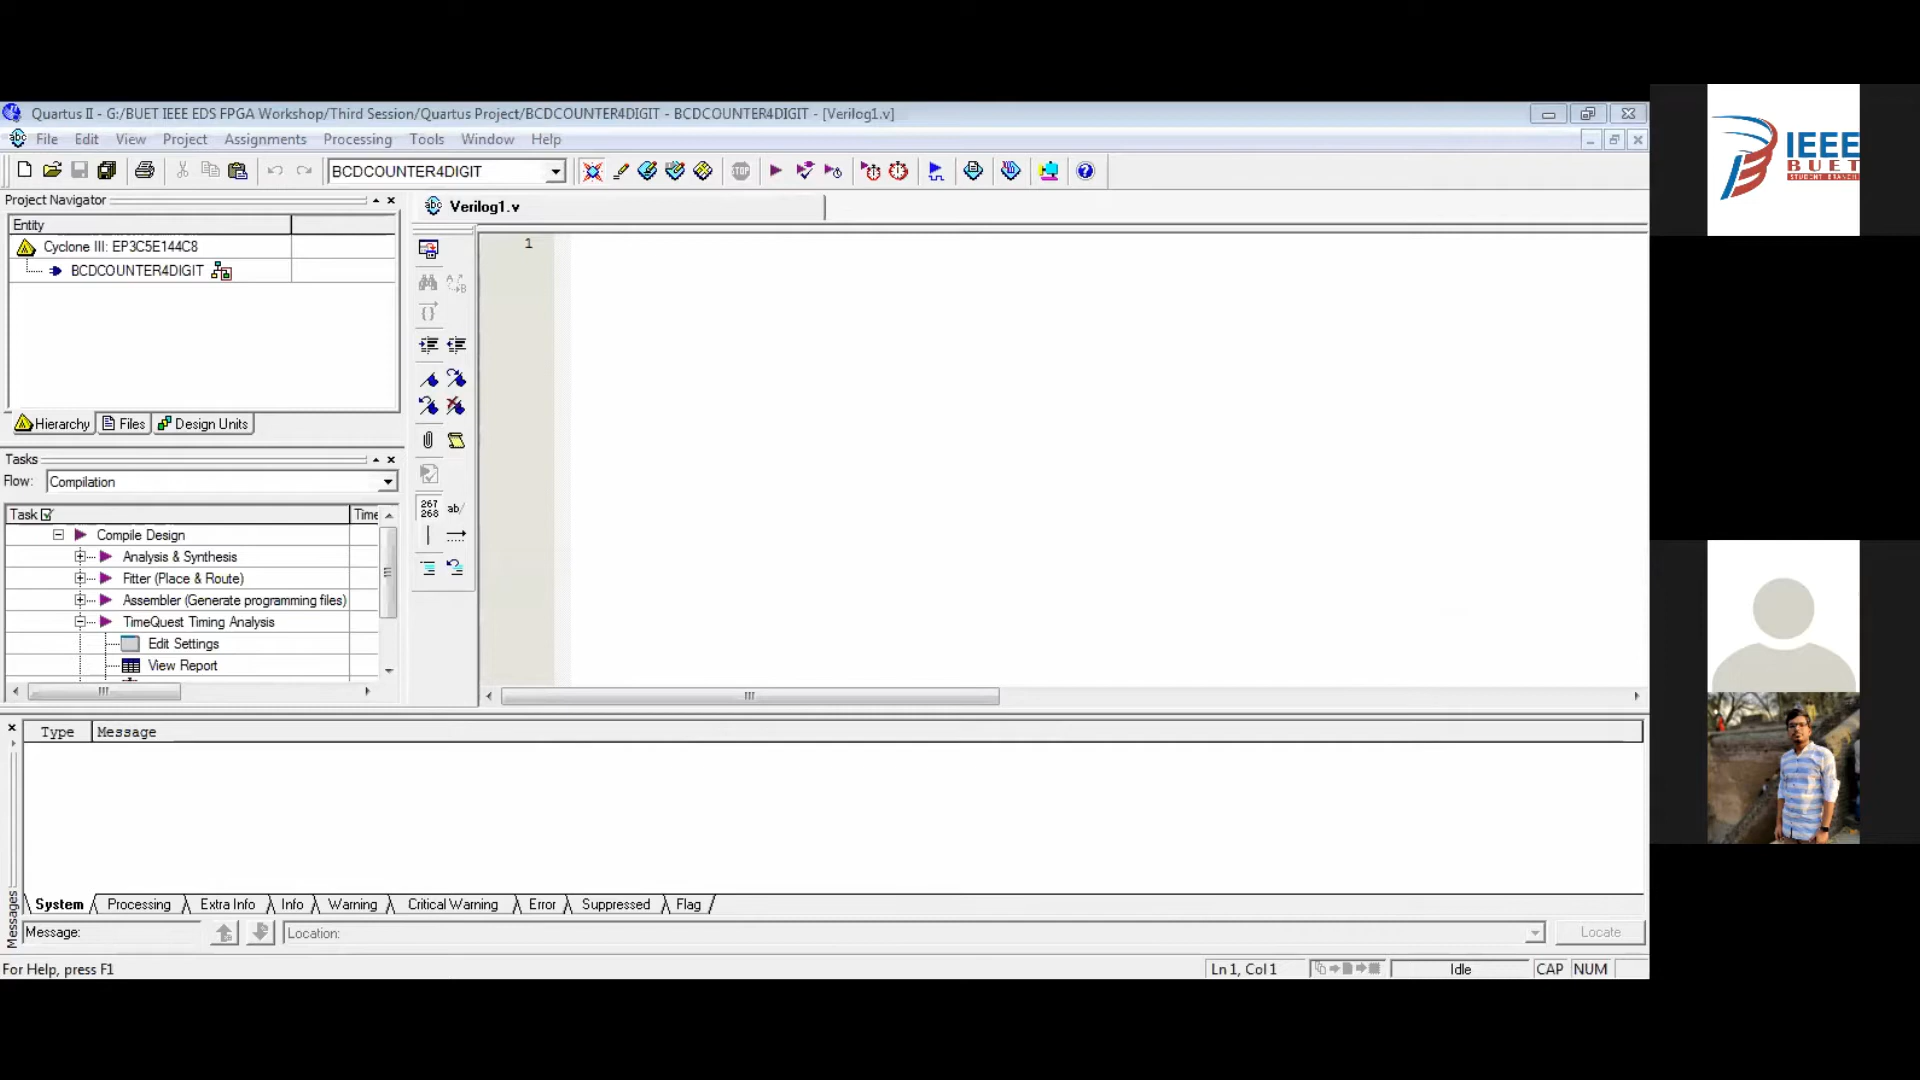 Quartus II - G:/BUET IEEE EDS FPGA Workshop/Third Session/Quartus Project/BCDCOUNTER4DIGIT - BCDCOUNTER4DIGIT - [Verilog1.v]
File Edit View Project Assignments Processing Tools Window Help
BCDCOUNTER4DIGIT
Project Navigator
Entity
Cyclone III: EP3C5E144C8
BCDCOUNTER4DIGIT
Hierarchy Files Design Units
Tasks
Flow: Compilation
Task Time
Compile Design
Analysis & Synthesis
Fitter (Place & Route)
Assembler (Generate programming files)
TimeQuest Timing Analysis
Edit Settings
View Report
abc Verilog1.v
1
267
268
ab/
Type Message
System Processing Extra Info Info Warning Critical Warning Error Suppressed Flag
Messages
Message: Location: Locate
For Help, press F1
Ln 1, Col 1 Idle CAP NUM
IEEE
BUET
STUDENT BRANCH